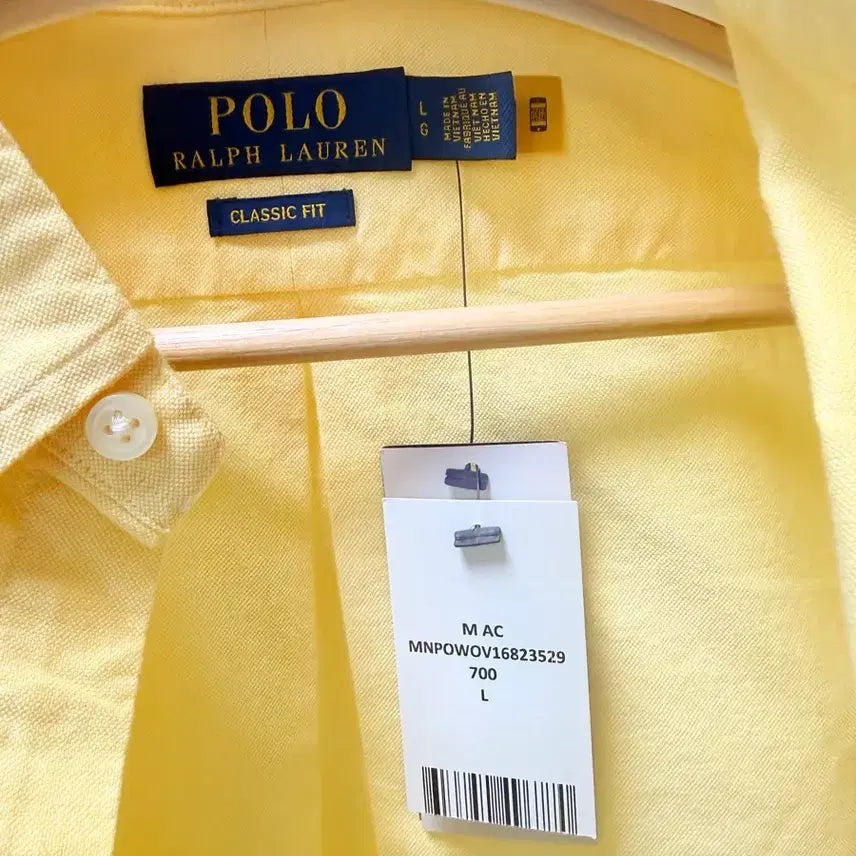 POLO
RALPH LAUREN
L
G
MADE IN
VIETNAM
FABRIQUÉ AU
VIET NAM
HECHO EN
VIETNAM
CLASSIC FIT
M AC
MNPOWOV16823529
700
L